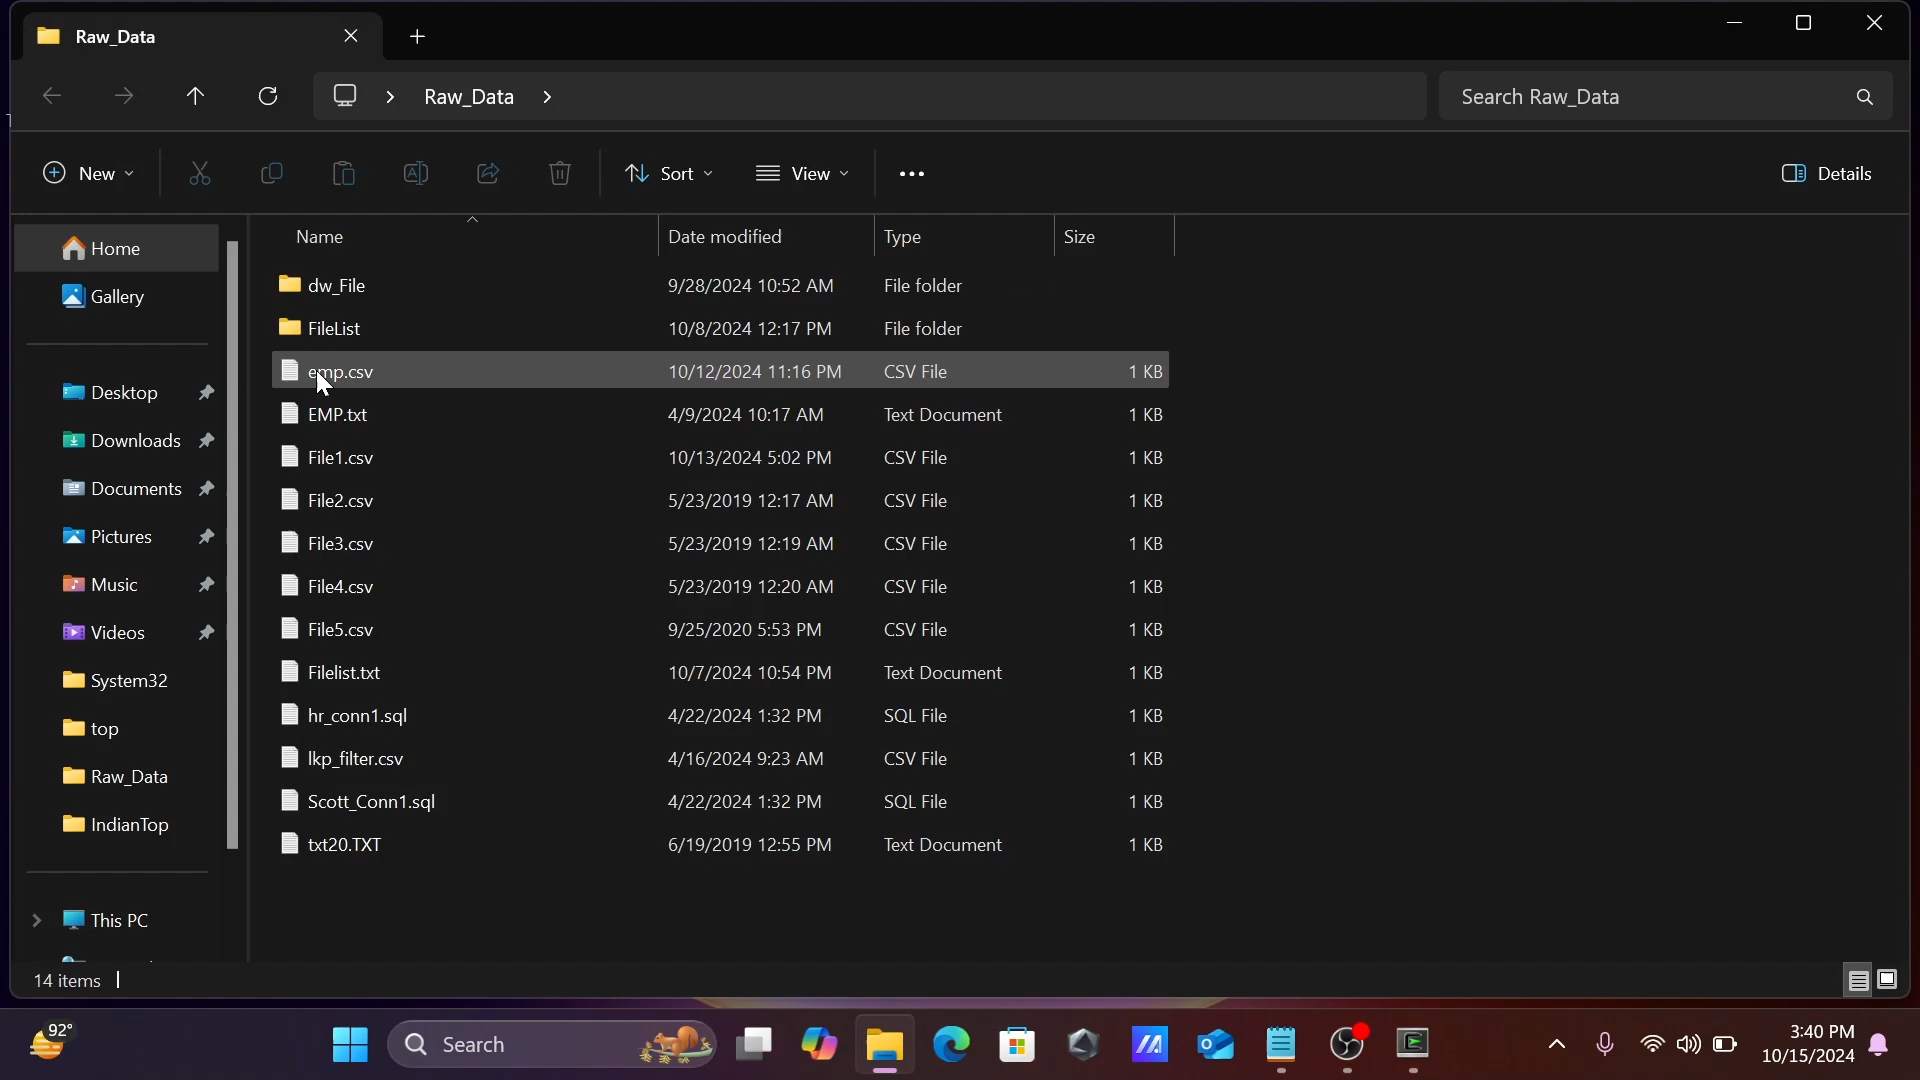 Raw_Data
Raw_Data
Search Raw_Data
New
Sort
View
Details
Home
Gallery
Desktop
Downloads
Documents
Pictures
Music
Videos
System32
top
Raw_Data
IndianTop
This PC
Name Date modified Type Size
dw_File 9/28/2024 10:52 AM File folder
FileList 10/8/2024 12:17 PM File folder
emp.csv 10/12/2024 11:16 PM CSV File 1 KB
EMP.txt 4/9/2024 10:17 AM Text Document 1 KB
File1.csv 10/13/2024 5:02 PM CSV File 1 KB
File2.csv 5/23/2019 12:17 AM CSV File 1 KB
File3.csv 5/23/2019 12:19 AM CSV File 1 KB
File4.csv 5/23/2019 12:20 AM CSV File 1 KB
File5.csv 9/25/2020 5:53 PM CSV File 1 KB
Filelist.txt 10/7/2024 10:54 PM Text Document 1 KB
hr_conn1.sql 4/22/2024 1:32 PM SQL File 1 KB
lkp_filter.csv 4/16/2024 9:23 AM CSV File 1 KB
Scott_Conn1.sql 4/22/2024 1:32 PM SQL File 1 KB
txt20.TXT 6/19/2019 12:55 PM Text Document 1 KB
14 items
92°
Search
3:40 PM
10/15/2024